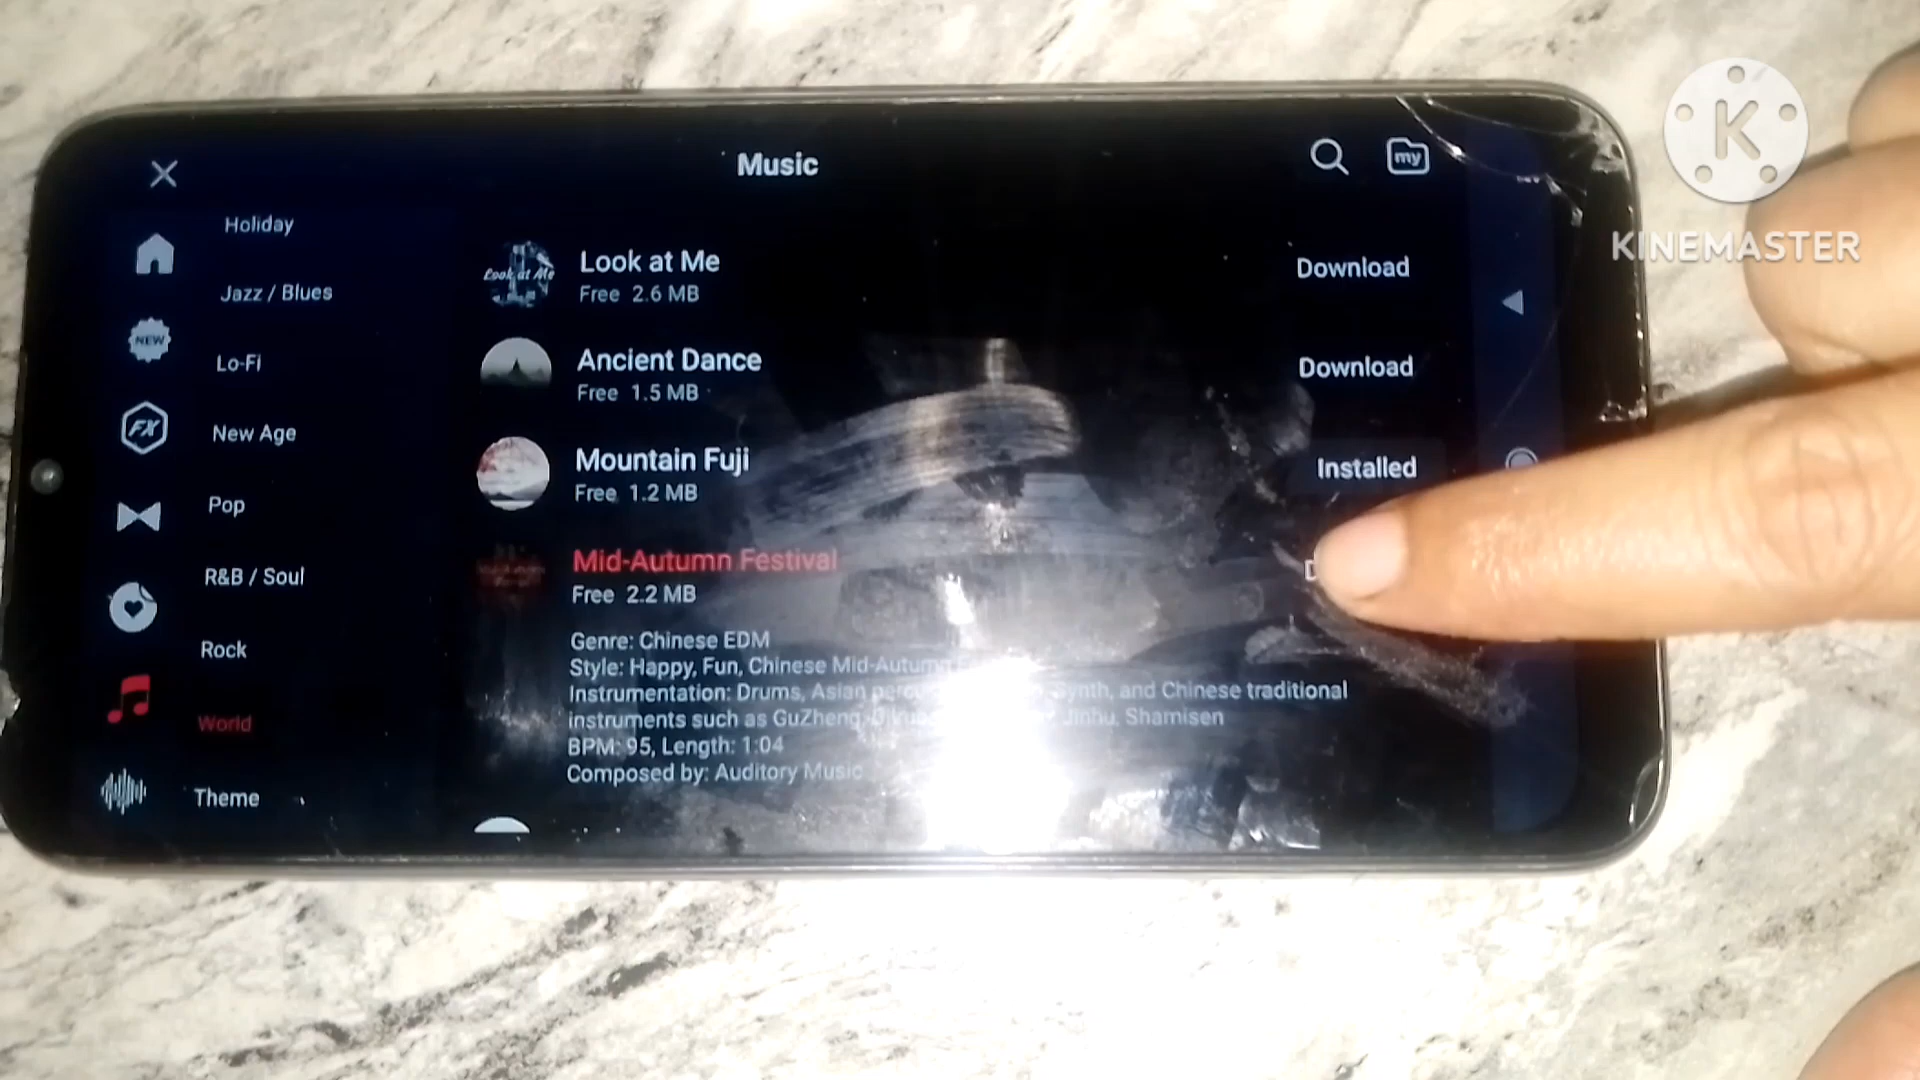 Music
my
K
KINEMASTER
Holiday
Jazz / Blues
NEW
Lo-Fi
FX
New Age
Pop
R&B / Soul
Rock
World
Theme
Look at Me
Look at Me
Free 2.6 MB
Download
Ancient Dance
Free 1.5 MB
Download
Mountain Fuji
Free 1.2 MB
Installed
Mid-Autumn Festival
Free 2.2 MB
Genre: Chinese EDM
Style: Happy, Fun, Chinese Mid-Autumn
Instrumentation: Drums, Asian Synth, and Chinese traditional
instruments such as GuZheng, Jinhu, Shamisen
BPM: 95, Length: 1:04
Composed by: Auditory Music